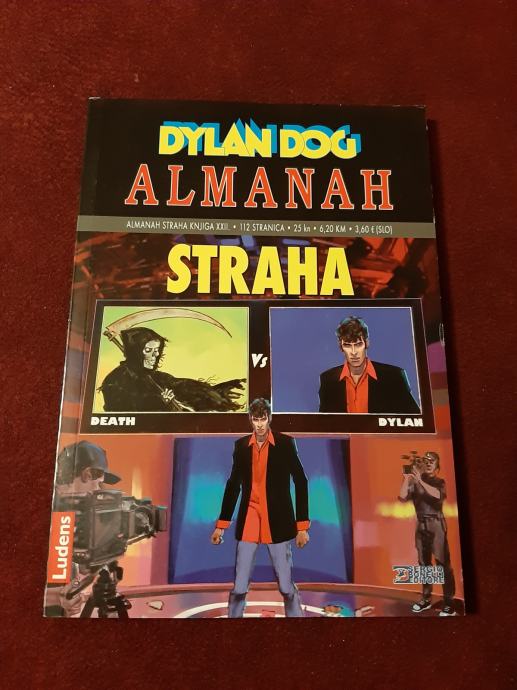 DYLAN DOG
ALMANAH
ALMANAH STRAHA KNJIGA XXII. • 112 STRANICA • 25 kn • 6,20 KM • 3,60 € (SLO)
STRAHA
Vs
DEATH
DYLAN
Ludens
SERGIO
BONELLI
EDITORE